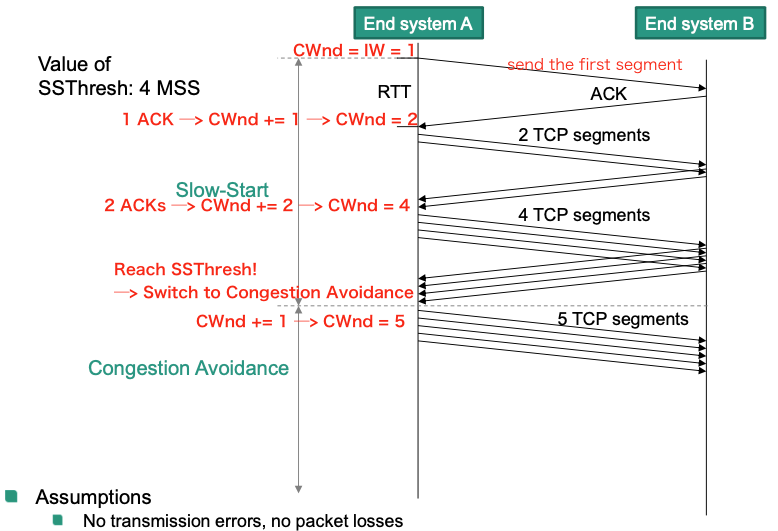 End system A
End system B
CWnd = IW = 1
Value of
SSThresh: 4 MSS
send the first segment
RTT
ACK
1 ACK —> CWnd += 1 —> CWnd = 2
2 TCP segments
Slow-Start
2 ACKs —> CWnd += 2 —> CWnd = 4
4 TCP segments
Reach SSThresh!
—> Switch to Congestion Avoidance
CWnd += 1 —> CWnd = 5
5 TCP segments
Congestion Avoidance
Assumptions
No transmission errors, no packet losses